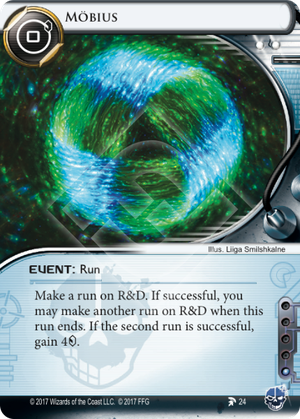 0
MÖBIUS
Illus. Liiga Smilshkalne
EVENT: Run
Make a run on R&D. If successful, you
may make another run on R&D when this
run ends. If the second run is successful,
gain 4.
© 2017 Wizards of the Coast LLC. © 2017 FFG
24